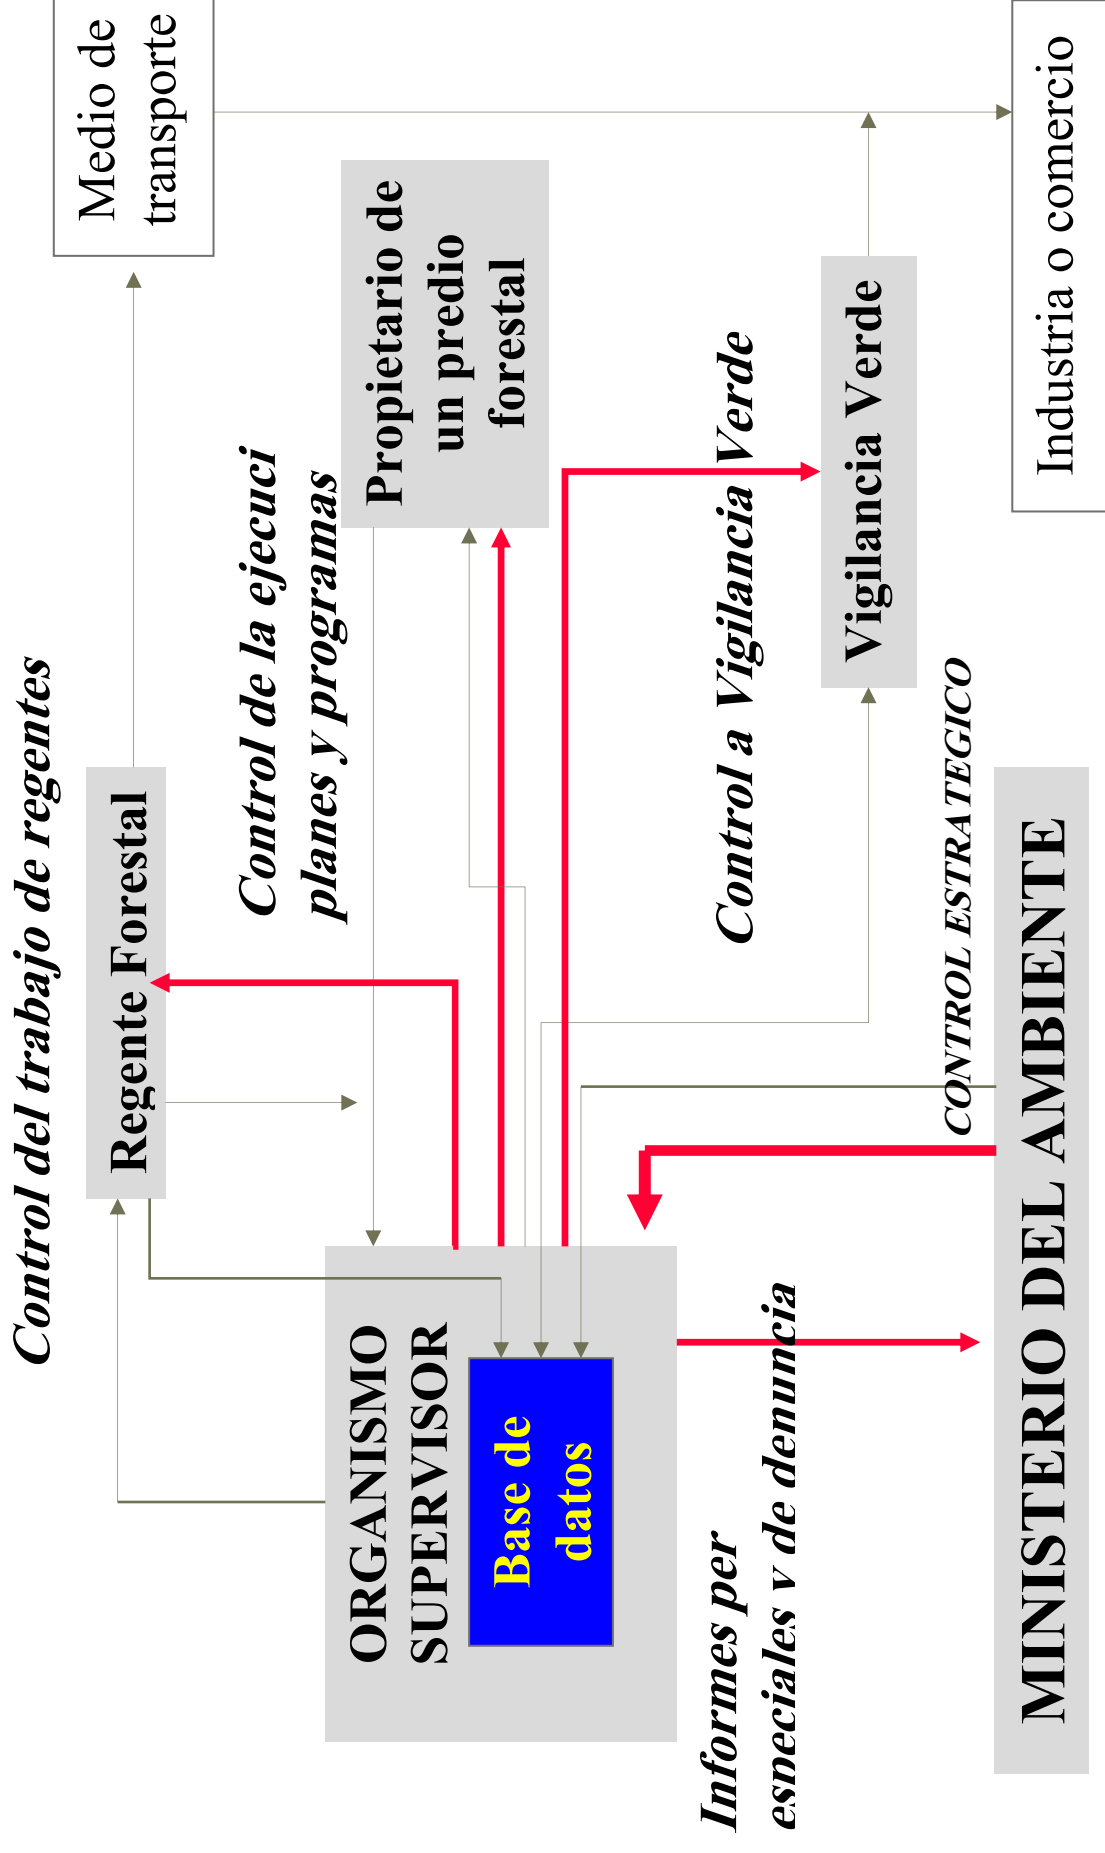 Control del trabajo de regentes
Regente Forestal
Medio de
transporte
Control de la ejecuci
planes y programas
Propietario de
un predio
forestal
ORGANISMO
SUPERVISOR
Base de
datos
Control a Vigilancia Verde
Vigilancia Verde
Informes per
especiales y de denuncia
CONTROL ESTRATEGICO
MINISTERIO DEL AMBIENTE
Industria o comercio